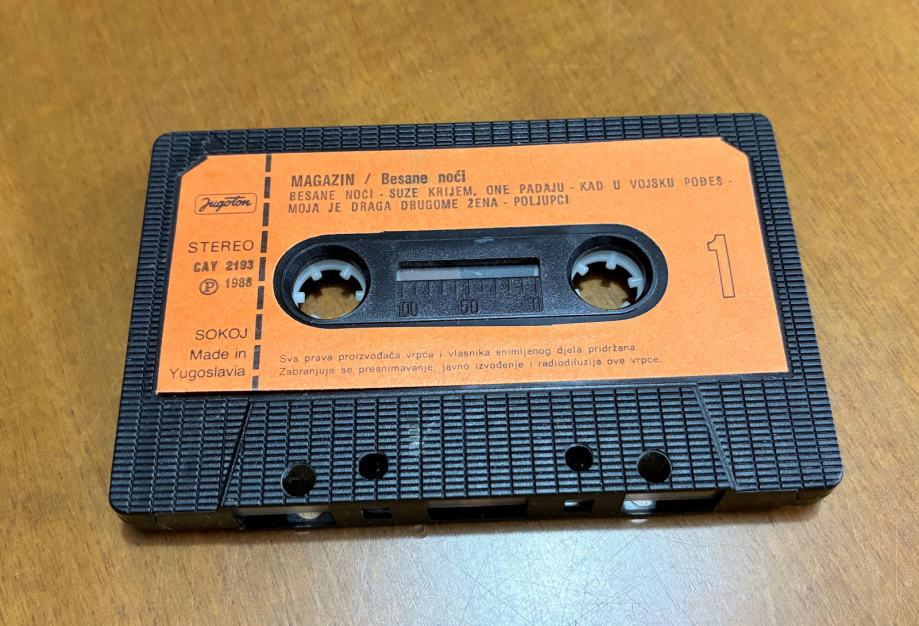 MAGAZIN / Besane noći
BESANE NOĆI - SUZE KRIJEM, ONE PADAJU - KAD U VOJSKU POĐEŠ -
MOJA JE DRAGA DRUGOME ŽENA - POLJUPCI
Jugoton
STEREO
CAY 2193
Ⓟ 1988
SOKOJ
Made in
Yugoslavia
1
100 50 0
Sva prava proizvođača vrpce i vlasnika snimljenog djela pridržana.
Zabranjuje se presnimavanje, javno izvođenje i radiodifuzija ove vrpce.